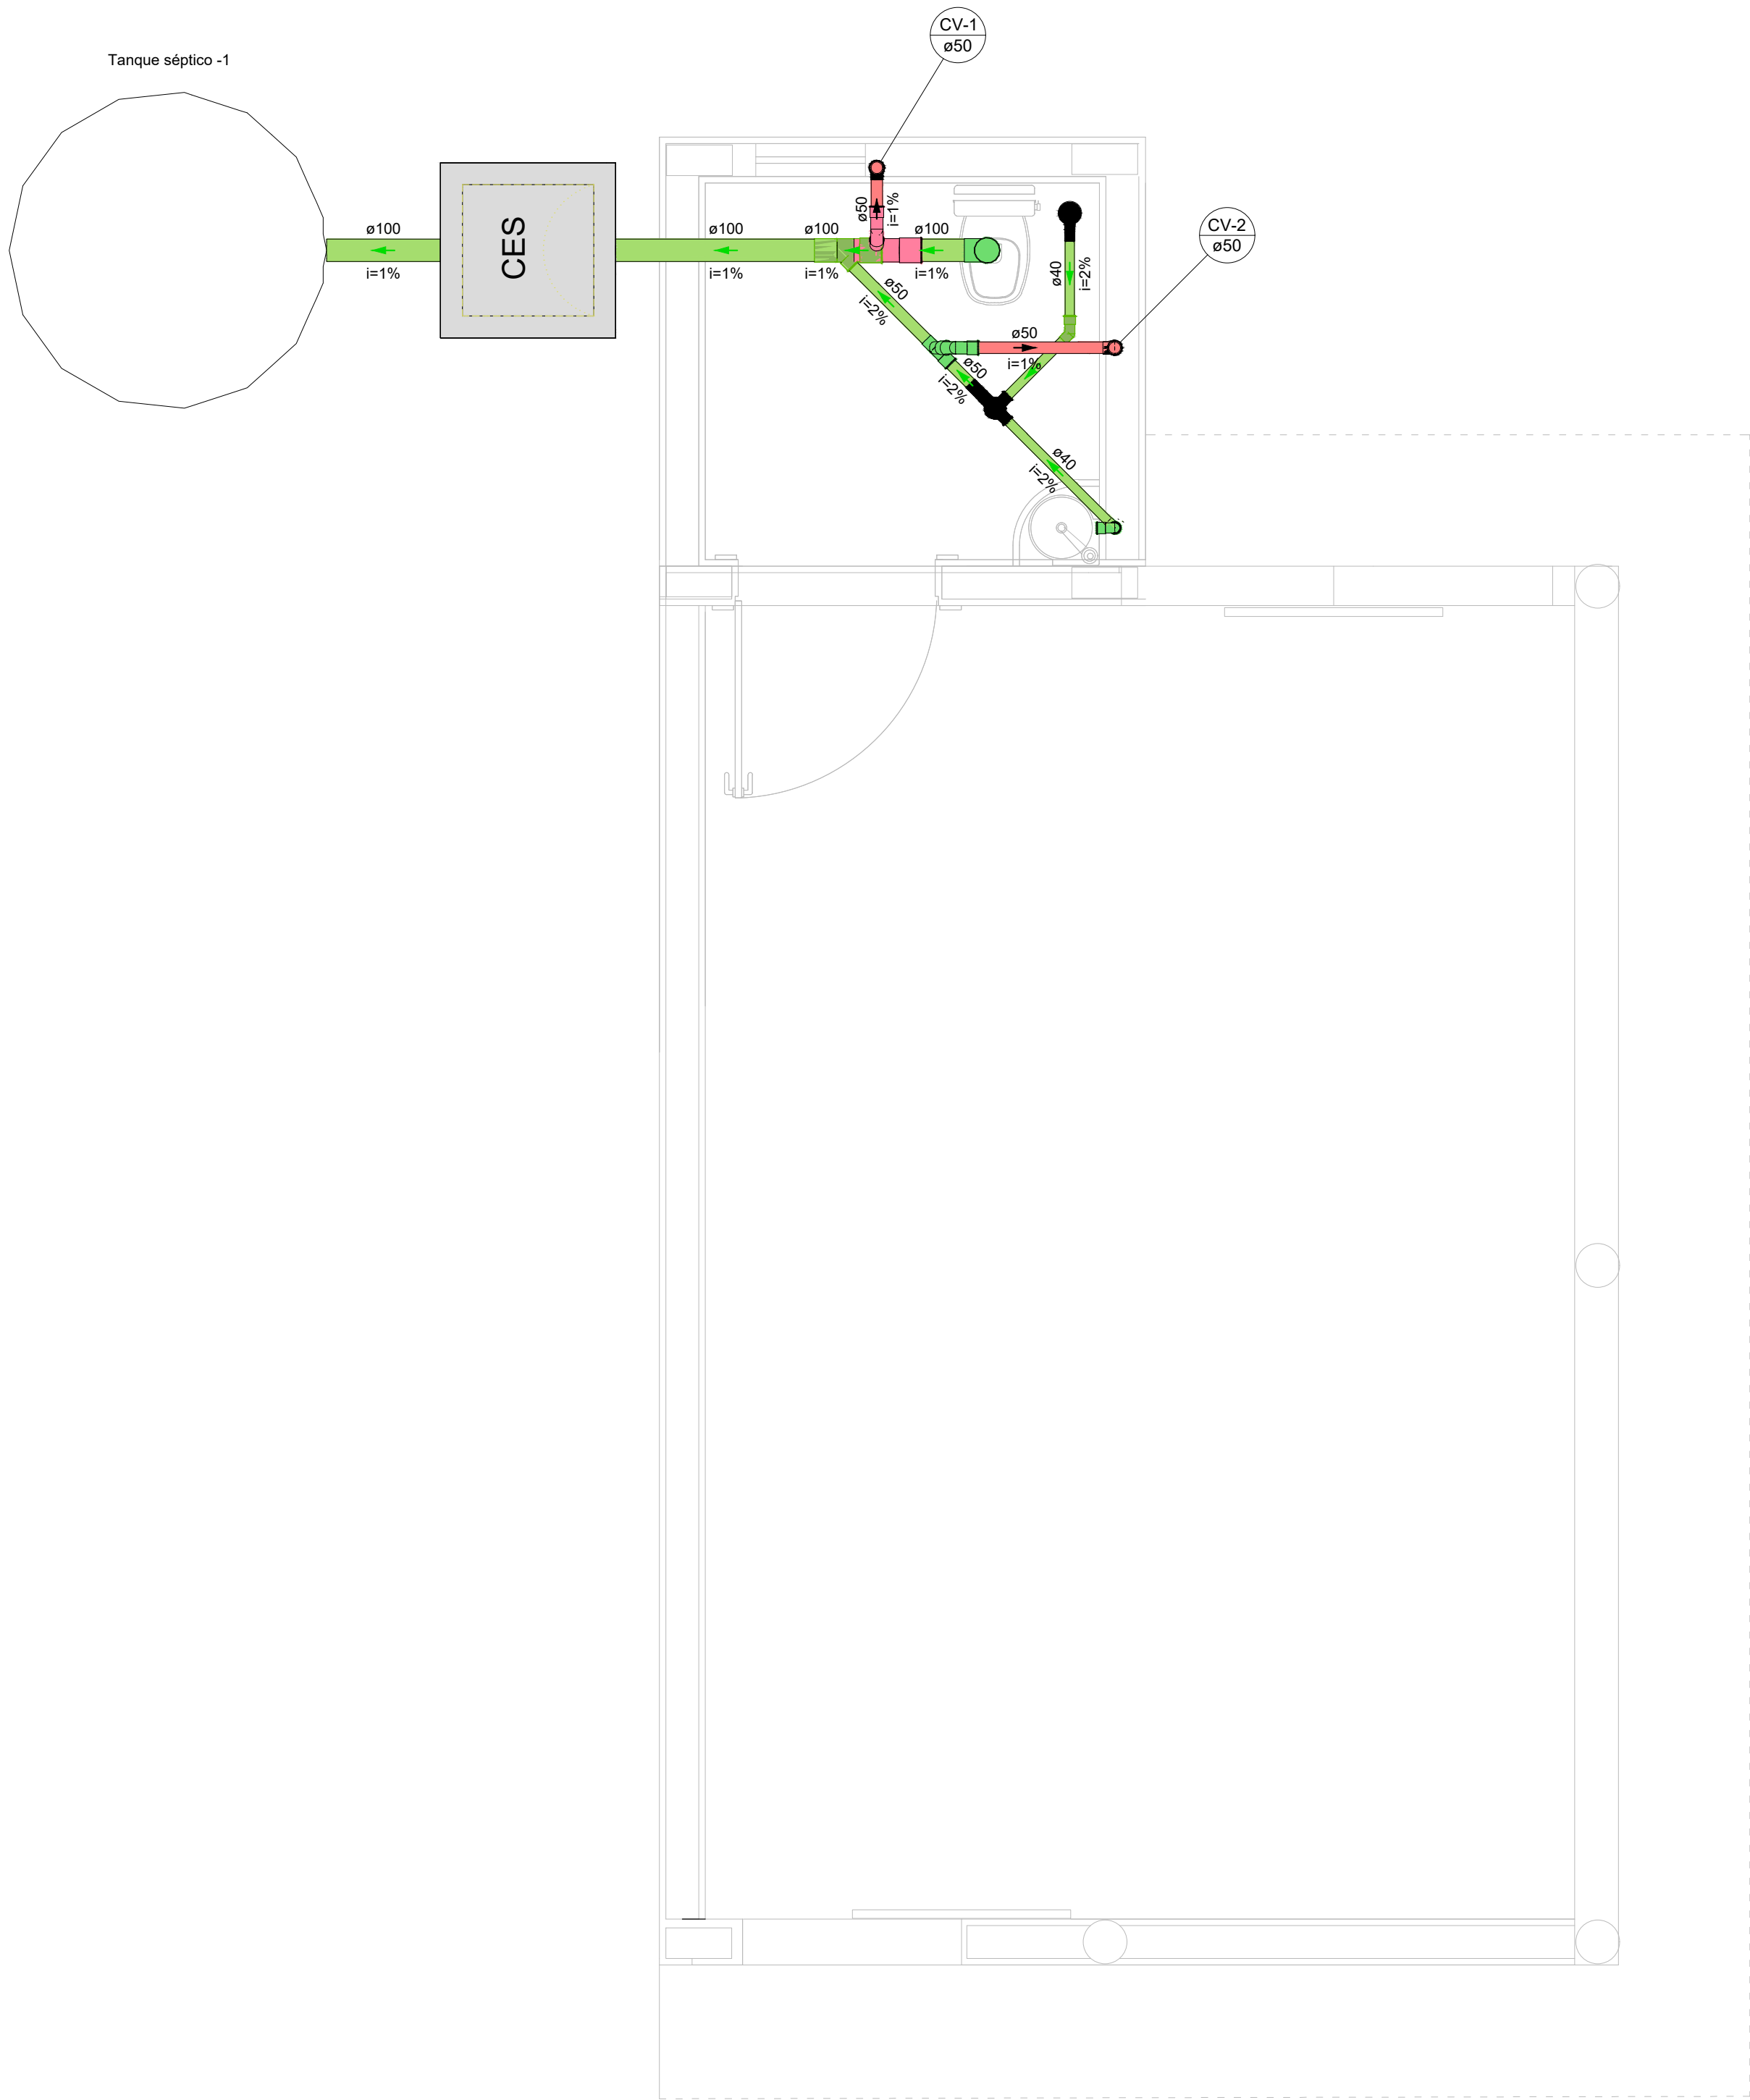 CV-1
ø50
Tanque séptico -1
CV-2
ø50
ø50
i=1%
ø100
i=1%
CES
ø100
i=1%
ø100
i=1%
ø100
i=1%
ø40
i=2%
ø50
i=2%
ø50
i=1%
ø50
i=2%
ø40
i=2%